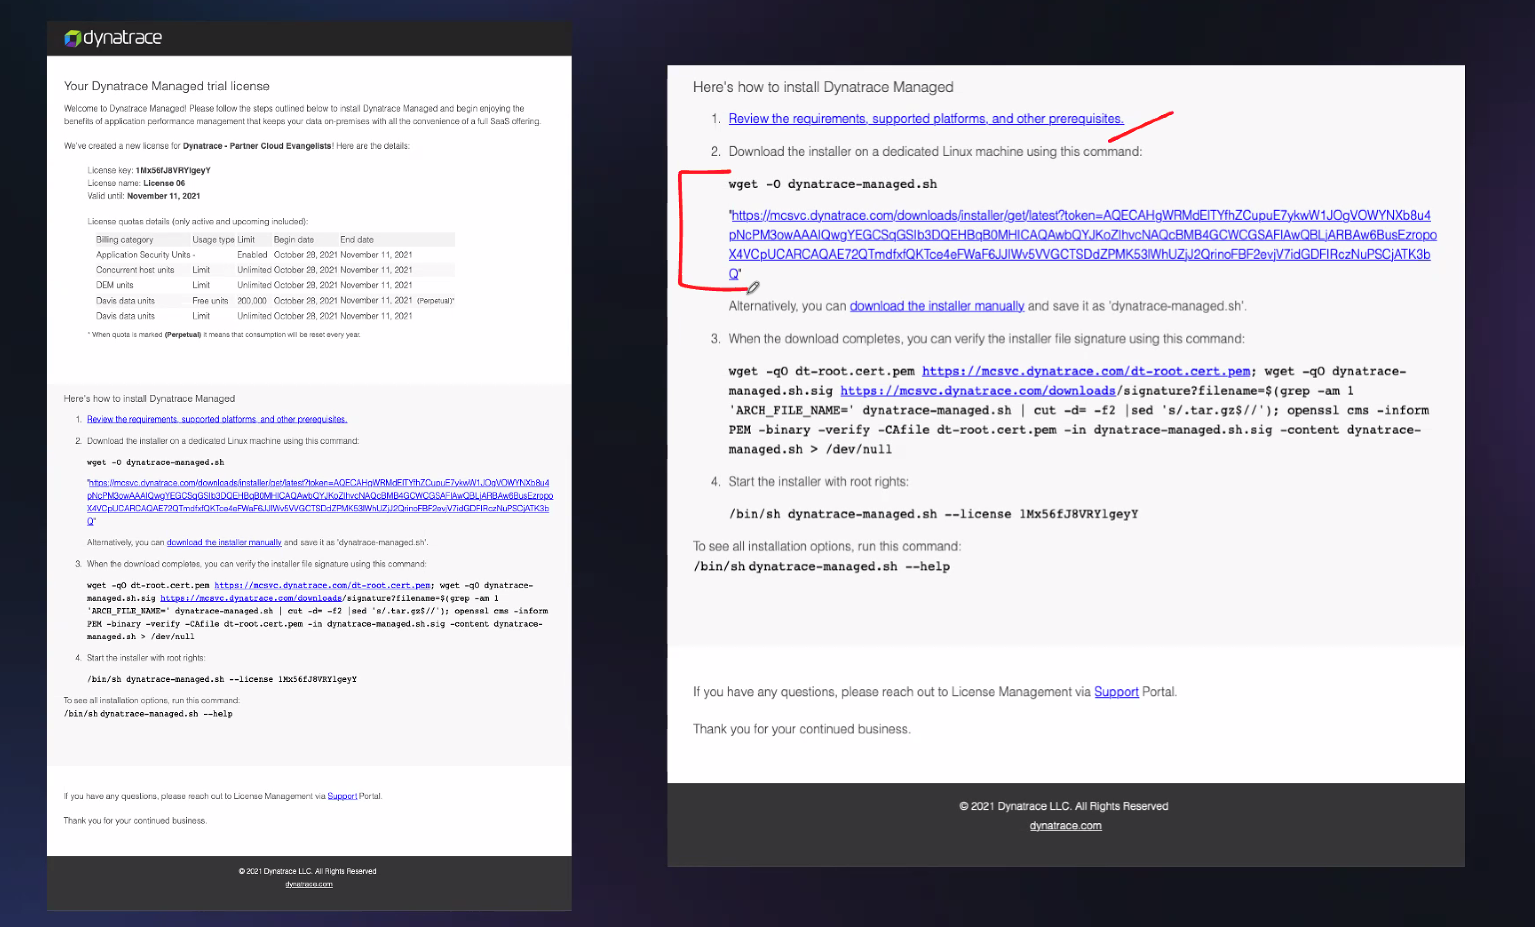 dynatrace
Your Dynatrace Managed trial license
Welcome to Dynatrace Managed! Please follow the steps outlined below to install Dynatrace Managed and begin enjoying the
benefits of application performance management that keeps your data on-premises with all the convenience of a full SaaS offering.
We've created a new license for Dynatrace - Partner Cloud Evangelists! Here are the details:
License key: 1Mx56fJ8VRYlgeyY
License name: License 06
Valid until: November 11, 2021
License quotas details (only active and upcoming included):
Billing category Usage type Limit Begin date End date
Application Security Units - Enabled October 28, 2021 November 11, 2021
Concurrent host units Limit Unlimited October 28, 2021 November 11, 2021
DEM units Limit Unlimited October 28, 2021 November 11, 2021
Davis data units Free units 200,000 October 28, 2021 November 11, 2021 (Perpetual)*
Davis data units Limit Unlimited October 28, 2021 November 11, 2021
* When quota is marked (Perpetual) it means that consumption will be reset every year.
Here's how to install Dynatrace Managed
1. Review the requirements, supported platforms, and other prerequisites.
2. Download the installer on a dedicated Linux machine using this command:
wget -O dynatrace-managed.sh
"https://mcsvc.dynatrace.com/downloads/installer/get/latest?token=AQECAHgWRMdElTYfhZCupuE7ykwW1JOgVOWYNXb8u4
pNcPM3owAAAIQwgYEGCSqGSIb3DQEHBqB0MHICAQAwbQYJKoZIhvcNAQcBMB4GCWCGSAFlAwQBLjARBAw6BusEzropo
X4VCpUCARCAQAE72QTmdfxfQKTce4eFWaF6JJIWv5VVGCTSDdZPMK53lWhUZjJ2QrinoFBF2evjV7idGDFIRczNuPSCjATK3b
Q"
Alternatively, you can download the installer manually and save it as 'dynatrace-managed.sh'.
3. When the download completes, you can verify the installer file signature using this command:
wget -qO dt-root.cert.pem https://mcsvc.dynatrace.com/dt-root.cert.pem; wget -qO dynatrace-
managed.sh.sig https://mcsvc.dynatrace.com/downloads/signature?filename=$(grep -am 1
'ARCH_FILE_NAME=' dynatrace-managed.sh | cut -d= -f2 |sed 's/.tar.gz$//'); openssl cms -inform
PEM -binary -verify -CAfile dt-root.cert.pem -in dynatrace-managed.sh.sig -content dynatrace-
managed.sh > /dev/null
4. Start the installer with root rights:
/bin/sh dynatrace-managed.sh --license 1Mx56fJ8VRYlgeyY
To see all installation options, run this command:
/bin/sh dynatrace-managed.sh --help
If you have any questions, please reach out to License Management via Support Portal.
Thank you for your continued business.
© 2021 Dynatrace LLC. All Rights Reserved
dynatrace.com
Here's how to install Dynatrace Managed
1. Review the requirements, supported platforms, and other prerequisites.
2. Download the installer on a dedicated Linux machine using this command:
wget -O dynatrace-managed.sh
"https://mcsvc.dynatrace.com/downloads/installer/get/latest?token=AQECAHgWRMdElTYfhZCupuE7ykwW1JOgVOWYNXb8u4
pNcPM3owAAAIQwgYEGCSqGSIb3DQEHBqB0MHICAQAwbQYJKoZIhvcNAQcBMB4GCWCGSAFlAwQBLjARBAw6BusEzropo
X4VCpUCARCAQAE72QTmdfxfQKTce4eFWaF6JJIWv5VVGCTSDdZPMK53lWhUZjJ2QrinoFBF2evjV7idGDFIRczNuPSCjATK3b
Q"
Alternatively, you can download the installer manually and save it as 'dynatrace-managed.sh'.
3. When the download completes, you can verify the installer file signature using this command:
wget -qO dt-root.cert.pem https://mcsvc.dynatrace.com/dt-root.cert.pem; wget -qO dynatrace-
managed.sh.sig https://mcsvc.dynatrace.com/downloads/signature?filename=$(grep -am 1
'ARCH_FILE_NAME=' dynatrace-managed.sh | cut -d= -f2 |sed 's/.tar.gz$//'); openssl cms -inform
PEM -binary -verify -CAfile dt-root.cert.pem -in dynatrace-managed.sh.sig -content dynatrace-
managed.sh > /dev/null
4. Start the installer with root rights:
/bin/sh dynatrace-managed.sh --license 1Mx56fJ8VRYlgeyY
To see all installation options, run this command:
/bin/sh dynatrace-managed.sh --help
If you have any questions, please reach out to License Management via Support Portal.
Thank you for your continued business.
© 2021 Dynatrace LLC. All Rights Reserved
dynatrace.com